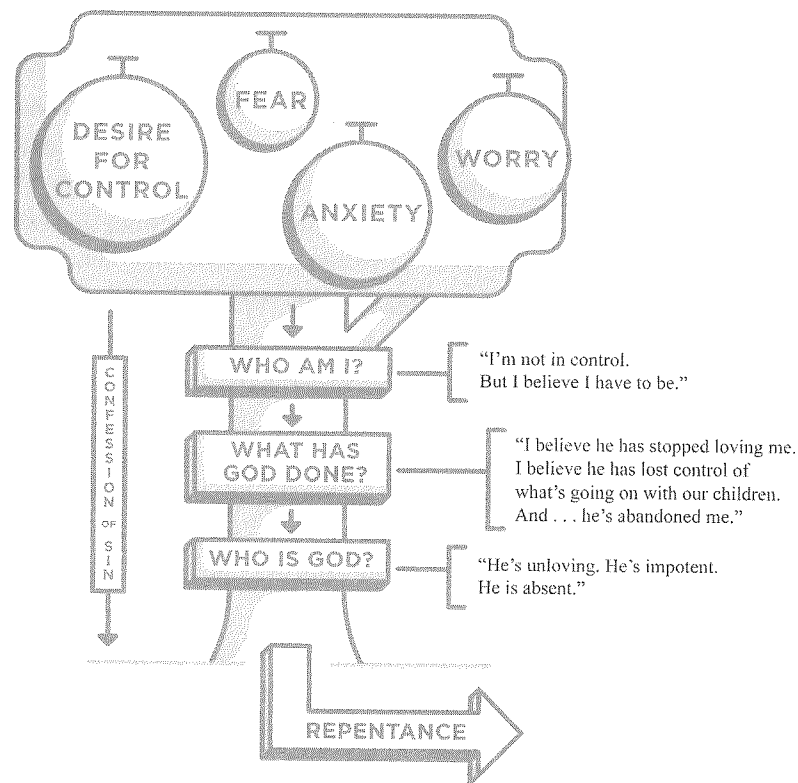 DESIRE
FOR
CONTROL
FEAR
ANXIETY
WORRY
CONFESSION OF SIN
WHO AM I?
"I'm not in control.
But I believe I have to be."
WHAT HAS
GOD DONE?
"I believe he has stopped loving me.
I believe he has lost control of
what's going on with our children.
And . . . he's abandoned me."
WHO IS GOD?
"He's unloving. He's impotent.
He is absent."
REPENTANCE